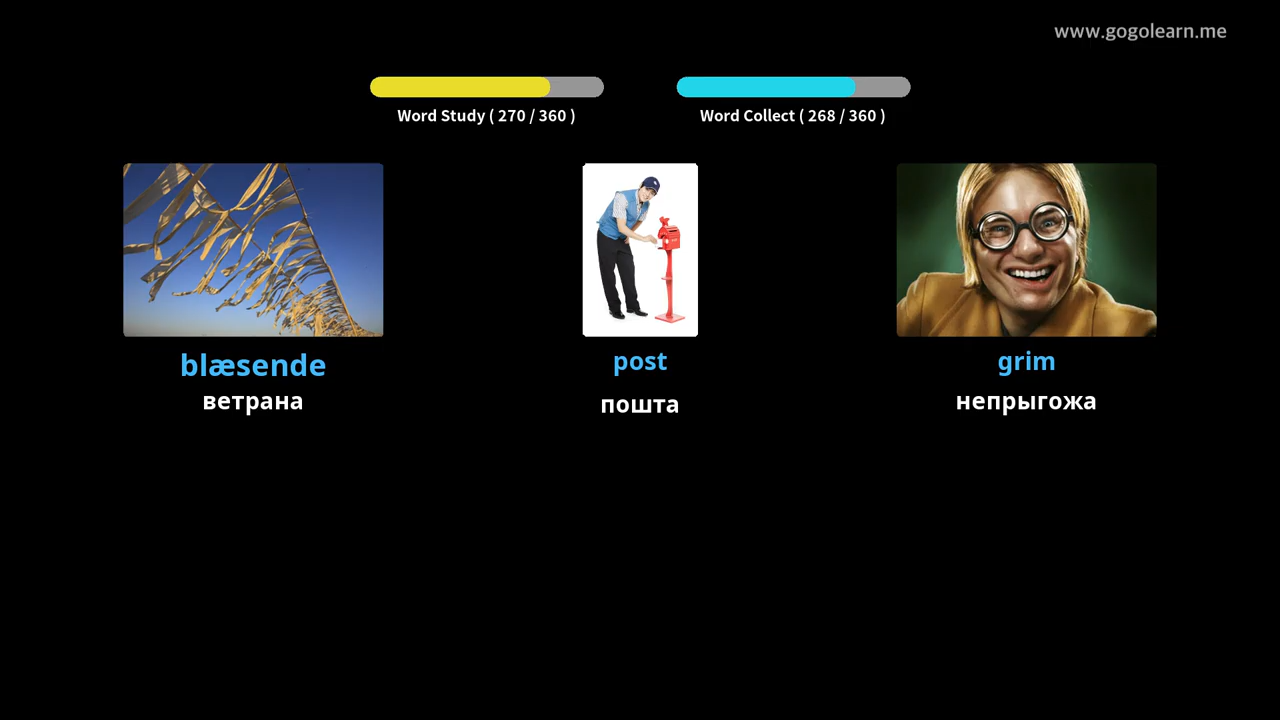 www.gogolearn.me
Word Study ( 270 / 360 )
Word Collect ( 268 / 360 )
blæsende
post
grim
ветрана
пошта
непрыгожа